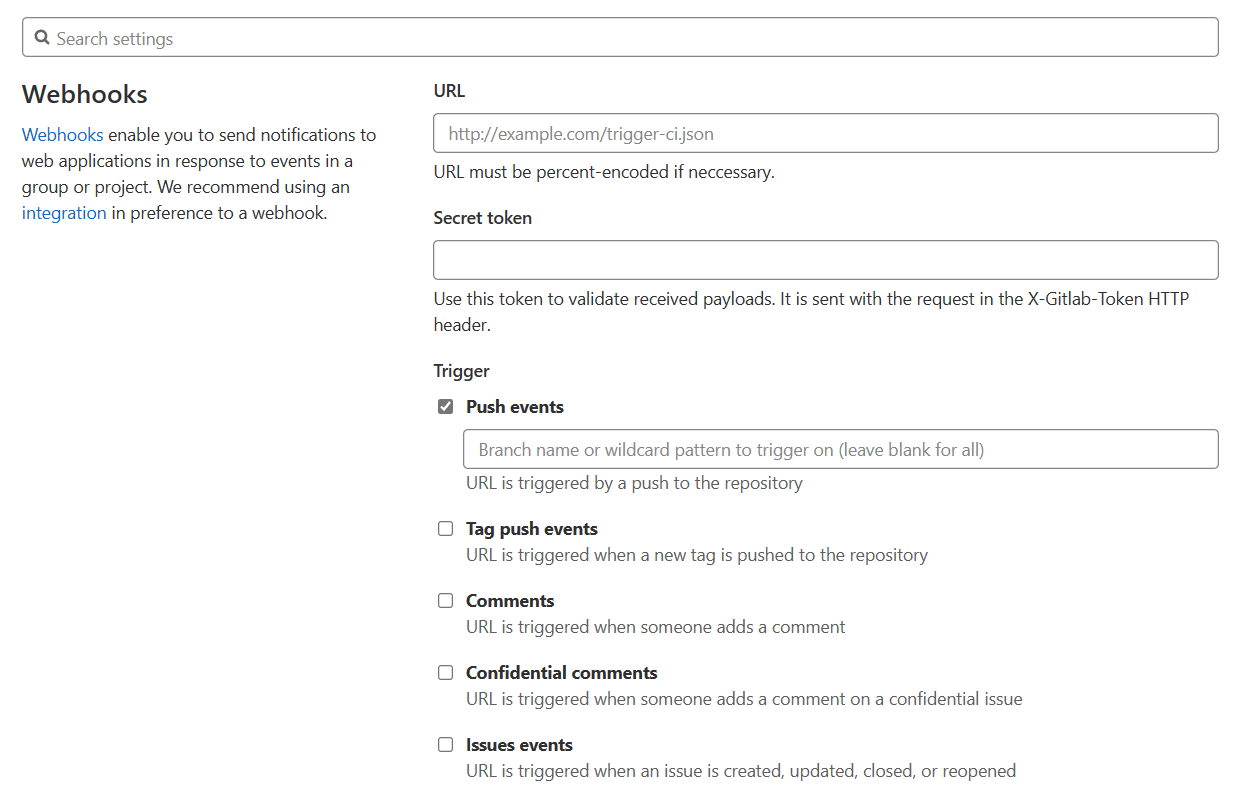 Search settings
Webhooks
Webhooks enable you to send notifications to
web applications in response to events in a
group or project. We recommend using an
integration in preference to a webhook.
URL
http://example.com/trigger-ci.json
URL must be percent-encoded if neccessary.
Secret token
Use this token to validate received payloads. It is sent with the request in the X-Gitlab-Token HTTP
header.
Trigger
Push events
Branch name or wildcard pattern to trigger on (leave blank for all)
URL is triggered by a push to the repository
Tag push events
URL is triggered when a new tag is pushed to the repository
Comments
URL is triggered when someone adds a comment
Confidential comments
URL is triggered when someone adds a comment on a confidential issue
Issues events
URL is triggered when an issue is created, updated, closed, or reopened